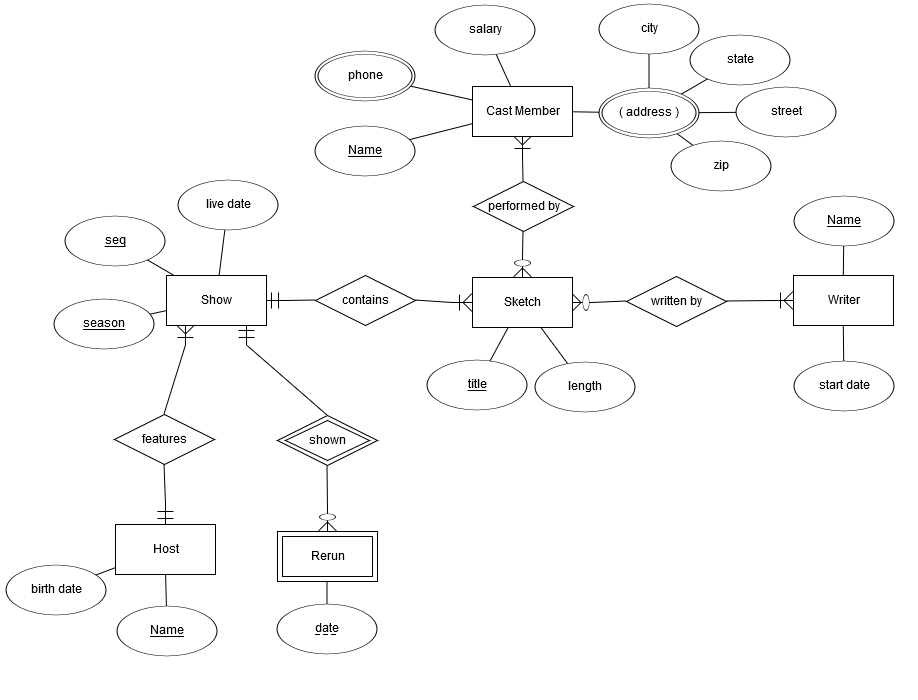 salary
city
phone
state
Cast Member
( address )
street
Name
zip
live date
performed by
Name
seq
Show
contains
Sketch
written by
Writer
season
title
length
start date
features
shown
Host
Rerun
birth date
Name
date